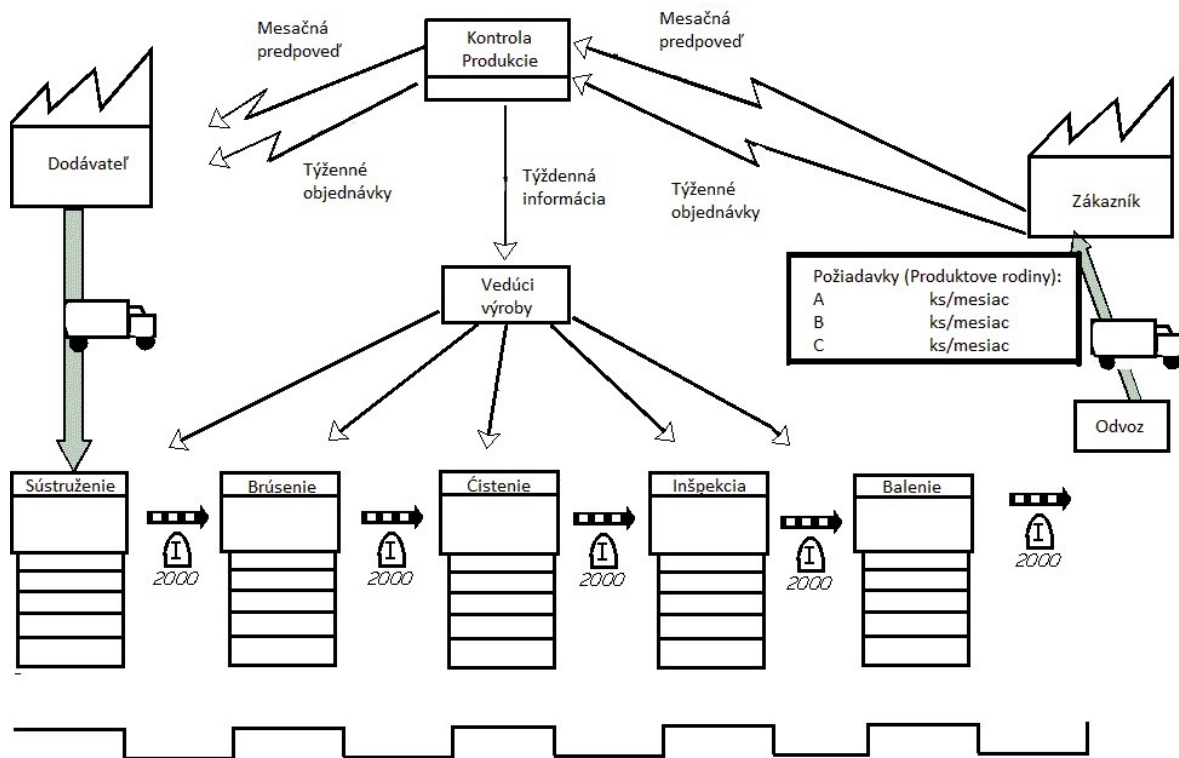 Mesačná
predpoveď
Kontrola
Produkcie
Mesačná
predpoveď
Dodávateľ
Týženné
objednávky
Týždenná
informácia
Týženné
objednávky
Zákazník
Vedúci
výroby
Požiadavky (Produktove rodiny):
A ks/mesiac
B ks/mesiac
C ks/mesiac
Odvoz
Sústruženie
Brúsenie
Ćistenie
Inšpekcia
Balenie
I
2000
I
2000
I
2000
I
2000
2000